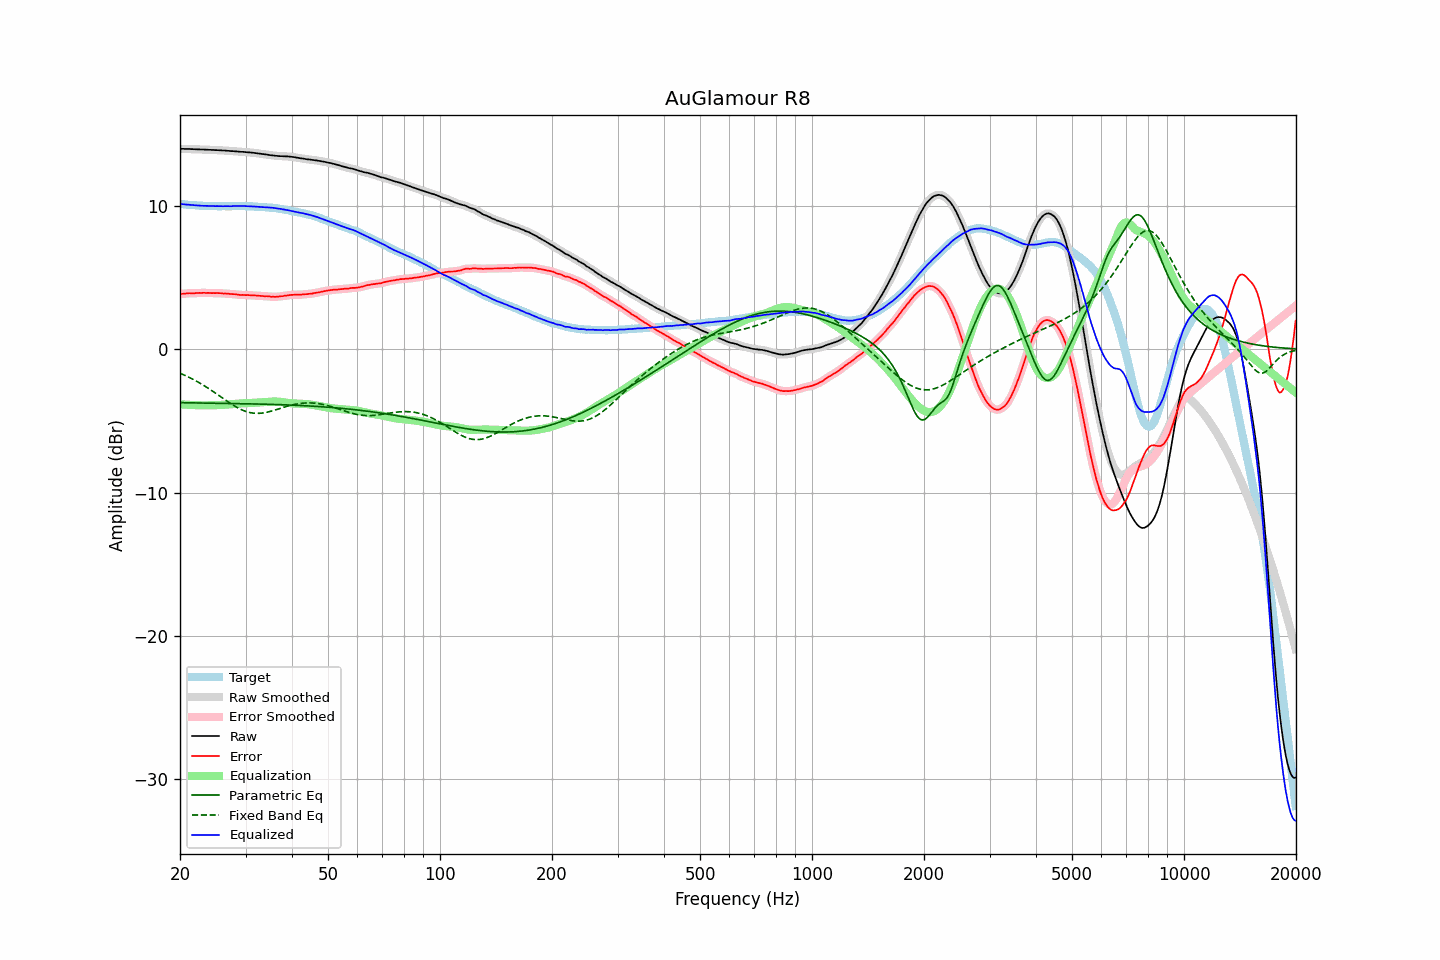 AuGlamour R8
Amplitude (dBr)
10
0
−10
−20
−30
Target
Raw Smoothed
Error Smoothed
Raw
Error
Equalization
Parametric Eq
Fixed Band Eq
Equalized
20 50 100 200 500 1000 2000 5000 10000 20000
Frequency (Hz)